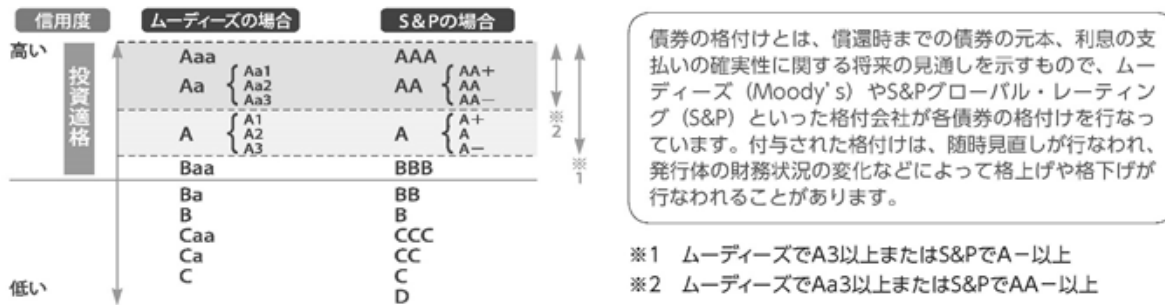 信用度 ムーディーズの場合 S&Pの場合
高い
投資適格
Aaa AAA
Aa Aa1 Aa2 Aa3 AA AA+ AA AA−
A A1 A2 A3 A A+ A A−
Baa BBB
Ba BB
B B
Caa CCC
Ca CC
C C
D
低い
※2
※1
債券の格付けとは、償還時までの債券の元本、利息の支
払いの確実性に関する将来の見通しを示すもので、ムー
ディーズ（Moody's）やS&Pグローバル・レーティン
グ（S&P）といった格付会社が各債券の格付けを行なっ
ています。付与された格付けは、随時見直しが行なわれ、
発行体の財務状況の変化などによって格上げや格下げが
行なわれることがあります。
※1 ムーディーズでA3以上またはS&PでA−以上
※2 ムーディーズでAa3以上またはS&PでAA−以上